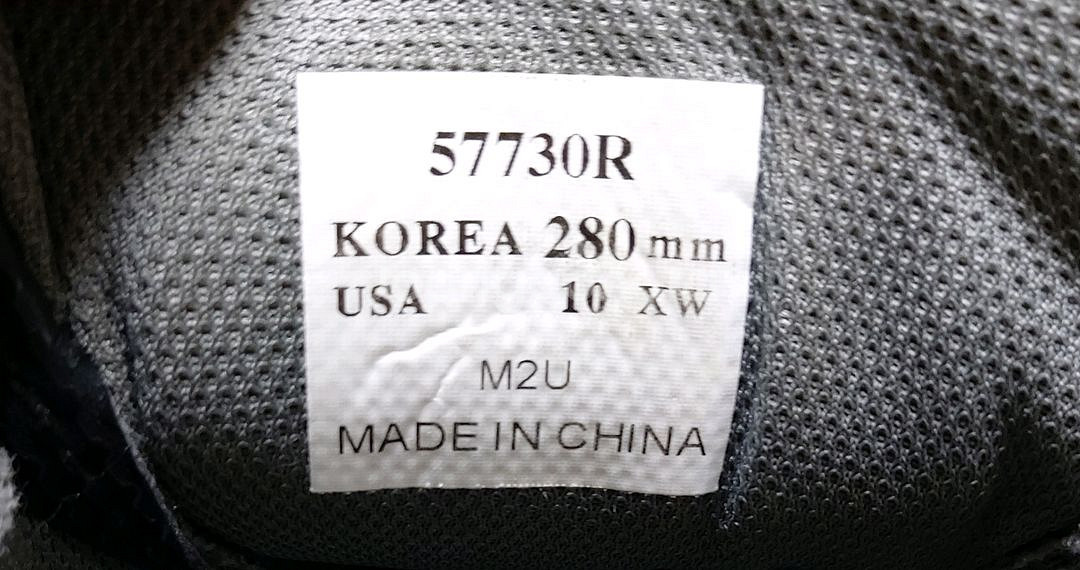 57730R
KOREA 280 mm
USA 10 XW
M2U
MADE IN CHINA